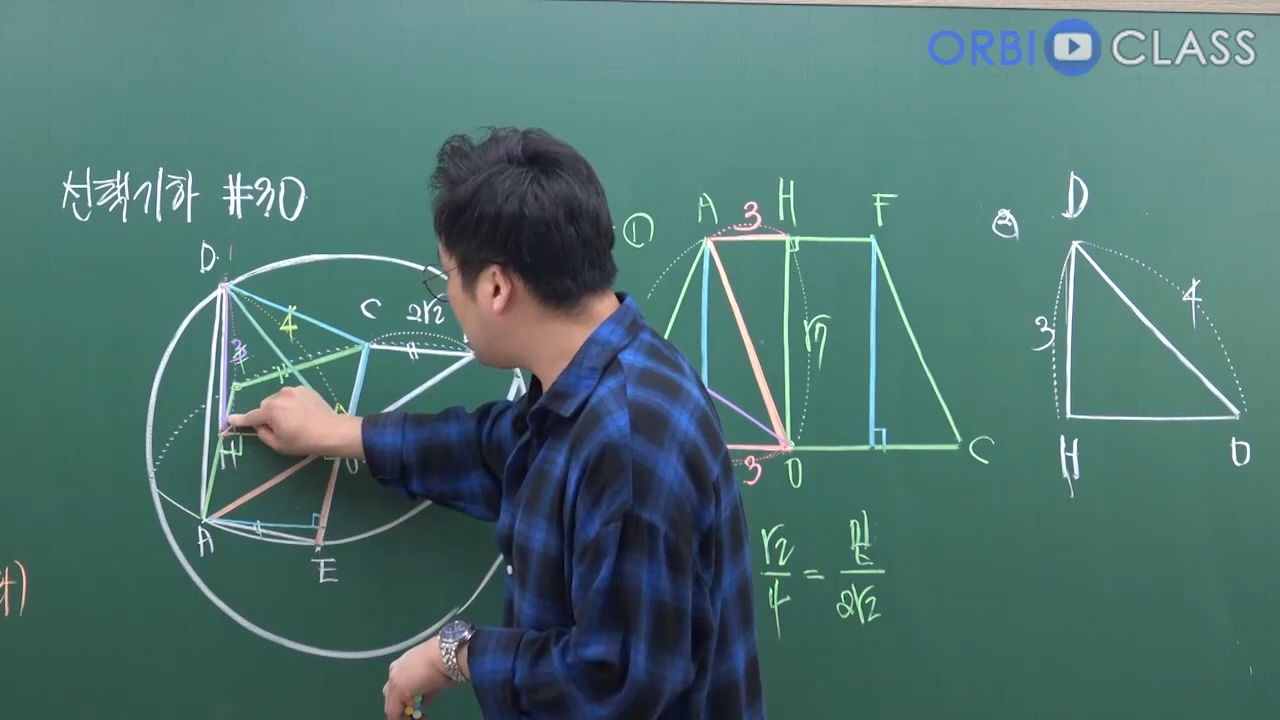 ORBI CLASS
선택기하 #30
D
4
C
2√2
3
H
A
E
①
A
3
H
F
√7
3
O
C
√2/4 = 변/2√2
②
D
3
4
H
O